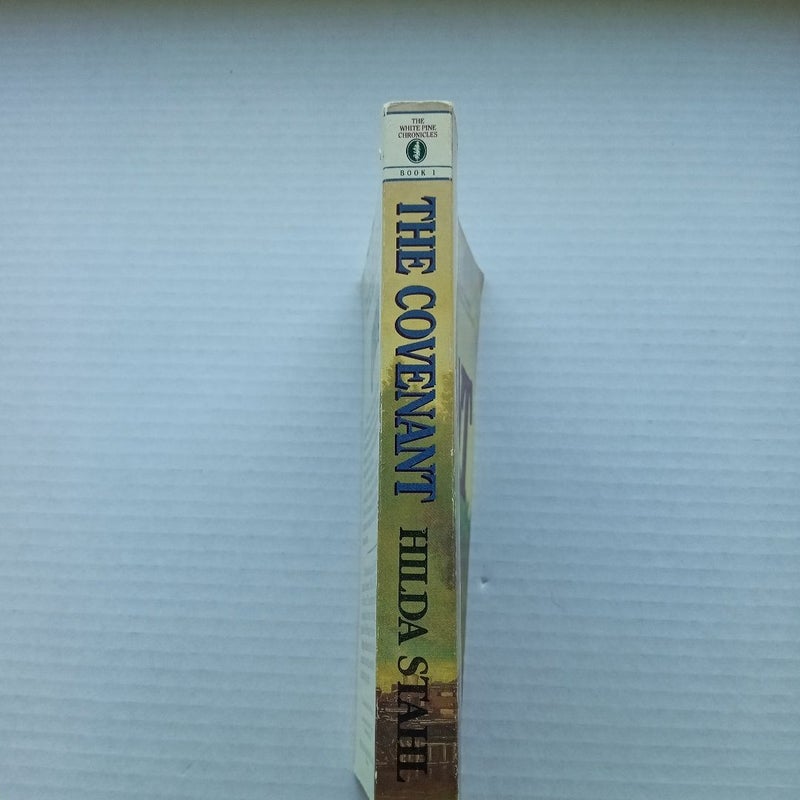 THE
WHITE PINE
CHRONICLES
BOOK 1
THE COVENANT
HILDA STAHL
T